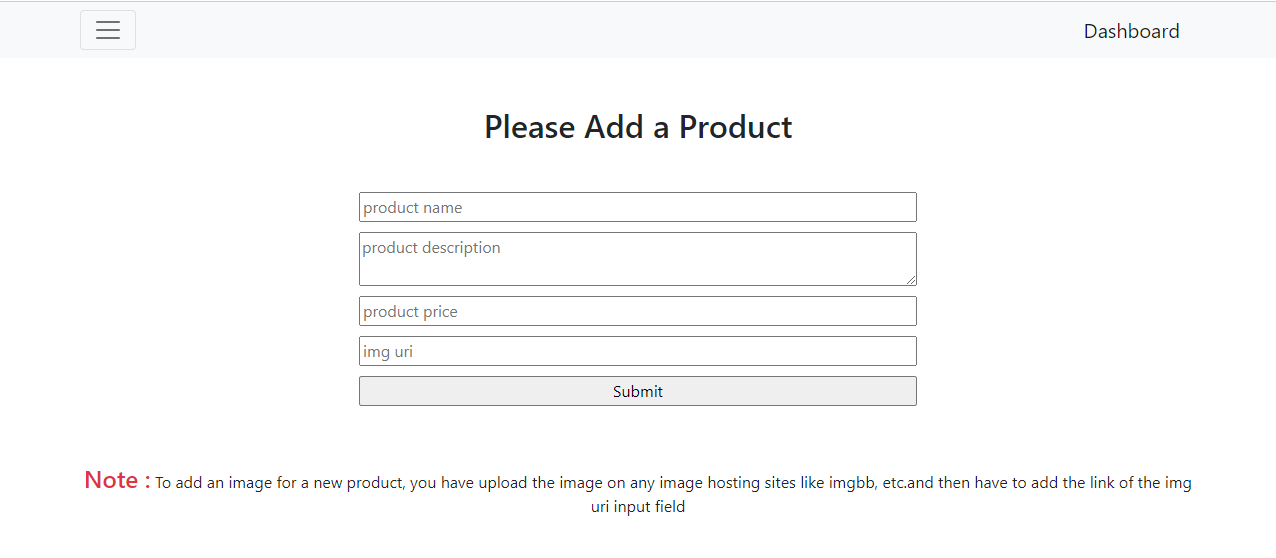 Dashboard
Please Add a Product
product name
product description
product price
img uri
Submit
Note : To add an image for a new product, you have upload the image on any image hosting sites like imgbb, etc.and then have to add the link of the img
uri input field